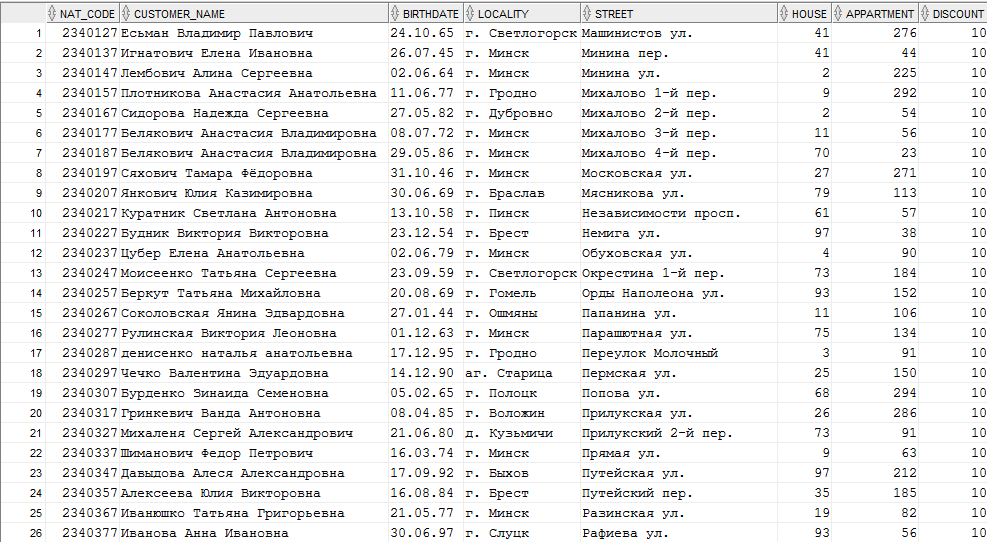 NAT_CODE CUSTOMER_NAME BIRTHDATE LOCALITY STREET HOUSE APPARTMENT DISCOUNT
1 2340127 Есьман Владимир Павлович 24.10.65 г. Светлогорск Машинистов ул. 41 276 10
2 2340137 Игнатович Елена Ивановна 26.07.45 г. Минск Минина пер. 41 44 10
3 2340147 Лембович Алина Сергеевна 02.06.64 г. Минск Минина ул. 2 225 10
4 2340157 Плотникова Анастасия Анатольевна 11.06.77 г. Гродно Михалово 1-й пер. 9 292 10
5 2340167 Сидорова Надежда Сергеевна 27.05.82 г. Дубровно Михалово 2-й пер. 2 54 10
6 2340177 Белякович Анастасия Владимировна 08.07.72 г. Минск Михалово 3-й пер. 11 56 10
7 2340187 Белякович Анастасия Владимировна 29.05.86 г. Минск Михалово 4-й пер. 70 23 10
8 2340197 Сяхович Тамара Фёдоровна 31.10.46 г. Минск Московская ул. 27 271 10
9 2340207 Янкович Юлия Казимировна 30.06.69 г. Браслав Мясникова ул. 79 113 10
10 2340217 Куратник Светлана Антоновна 13.10.58 г. Пинск Независимости просп. 61 57 10
11 2340227 Будник Виктория Викторовна 23.12.54 г. Брест Немига ул. 97 38 10
12 2340237 Цубер Елена Анатольевна 02.06.79 г. Минск Обуховская ул. 4 90 10
13 2340247 Моисеенко Татьяна Сергеевна 23.09.59 г. Светлогорск Окрестина 1-й пер. 73 184 10
14 2340257 Беркут Татьяна Михайловна 20.08.69 г. Гомель Орды Наполеона ул. 93 152 10
15 2340267 Соколовская Янина Эдвардовна 27.01.44 г. Ошмяны Папанина ул. 11 106 10
16 2340277 Рулинская Виктория Леоновна 01.12.63 г. Минск Парашютная ул. 75 134 10
17 2340287 денисенко наталья анатольевна 17.12.95 г. Гродно Переулок Молочный 3 91 10
18 2340297 Чечко Валентина Эдуардовна 14.12.90 аг. Старица Пермская ул. 25 150 10
19 2340307 Бурденко Зинаида Семеновна 05.02.65 г. Полоцк Попова ул. 68 294 10
20 2340317 Гринкевич Ванда Антоновна 08.04.85 г. Воложин Прилукская ул. 26 286 10
21 2340327 Михаленя Сергей Александрович 21.06.80 д. Кузьмичи Прилукский 2-й пер. 73 91 10
22 2340337 Шиманович Федор Петрович 16.03.74 г. Минск Прямая ул. 9 63 10
23 2340347 Давыдова Алеся Александровна 17.09.92 г. Быхов Путейская ул. 97 212 10
24 2340357 Алексеева Юлия Викторовна 16.08.84 г. Брест Путейский пер. 35 185 10
25 2340367 Иванюшко Татьяна Григорьевна 21.05.77 г. Минск Разинская ул. 19 82 10
26 2340377 Иванова Анна Ивановна 30.06.97 г. Слуцк Рафиева ул. 93 56 10